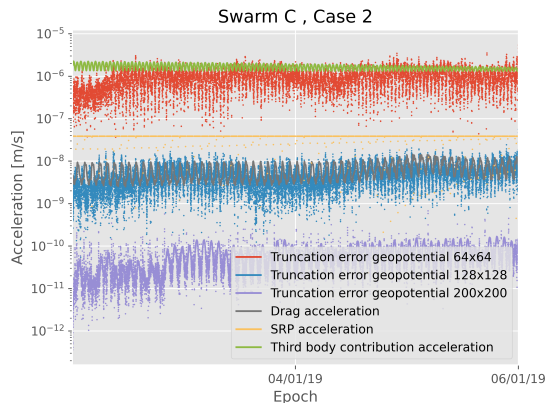 Swarm C , Case 2
10⁻⁵
10⁻⁶
10⁻⁷
10⁻⁸
10⁻⁹
10⁻¹⁰
10⁻¹¹
10⁻¹²
Acceleration [m/s]
Truncation error geopotential 64x64
Truncation error geopotential 128x128
Truncation error geopotential 200x200
Drag acceleration
SRP acceleration
Third body contribution acceleration
04/01/19
06/01/19
Epoch